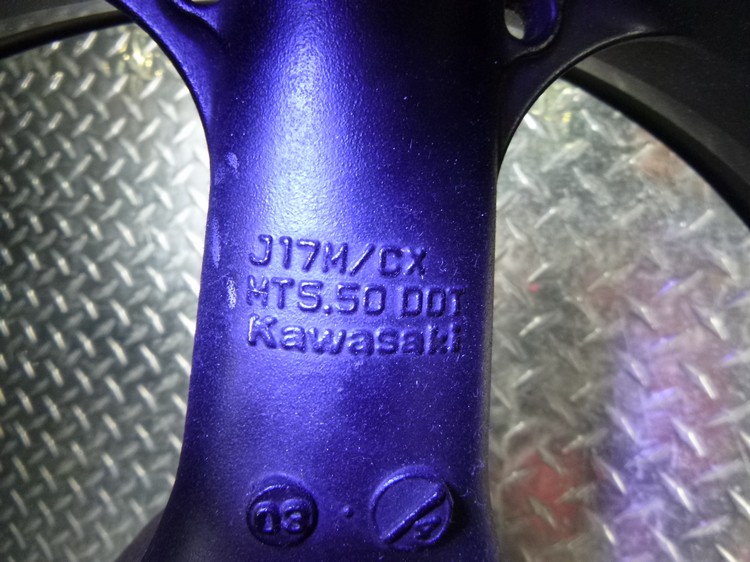 J17M/CX
MT5.50 DOT
Kawasaki
03